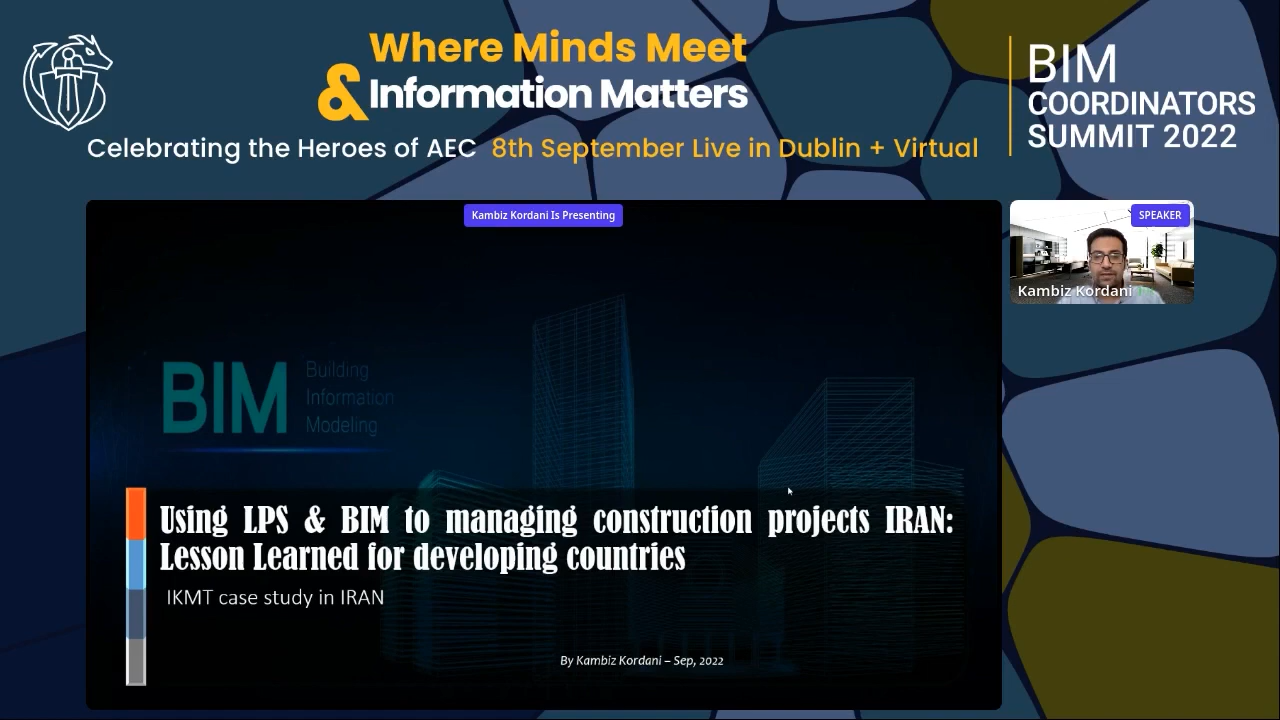 Where Minds Meet
& Information Matters
Celebrating the Heroes of AEC 8th September Live in Dublin + Virtual
BIM
COORDINATORS
SUMMIT 2022
Kambiz Kordani Is Presenting
SPEAKER
Kambiz Kordani
BIM
Building
Information
Modeling
Using LPS & BIM to managing construction projects IRAN:
Lesson Learned for developing countries
IKMT case study in IRAN
By Kambiz Kordani – Sep, 2022